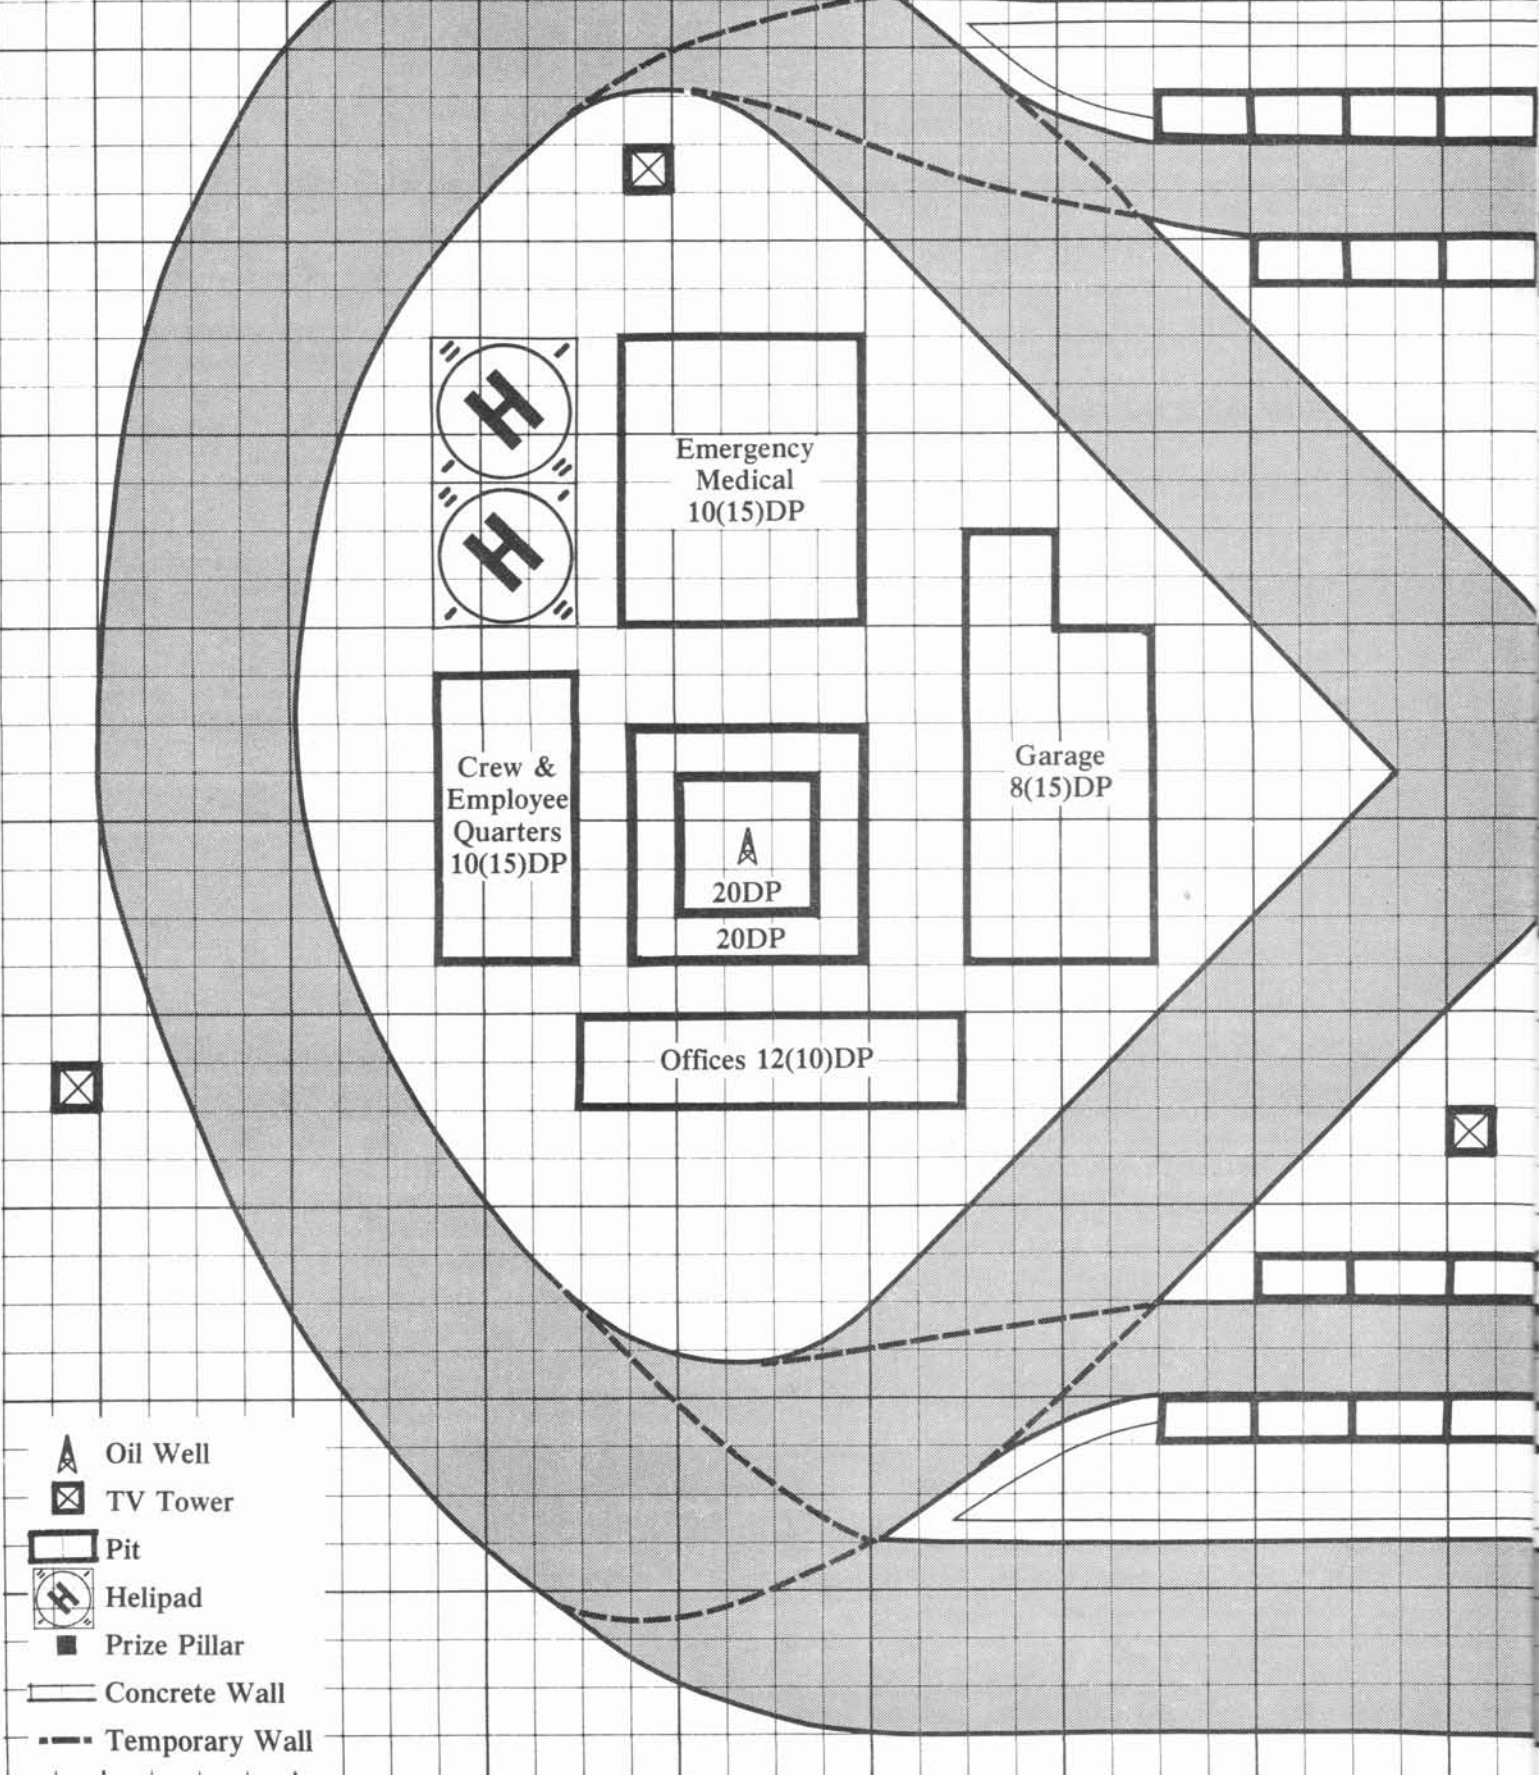 H
Emergency
Medical
10(15)DP
H
Crew &
Employee
Quarters
10(15)DP
Garage
8(15)DP
20DP
20DP
Offices 12(10)DP
Oil Well
TV Tower
Pit
H
Helipad
Prize Pillar
Concrete Wall
Temporary Wall